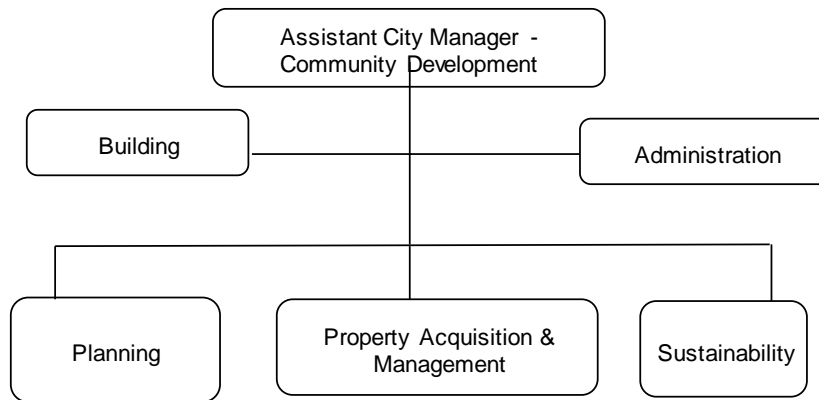 Assistant City Manager -
Community Development
Building
Administration
Planning
Property Acquisition &
Management
Sustainability